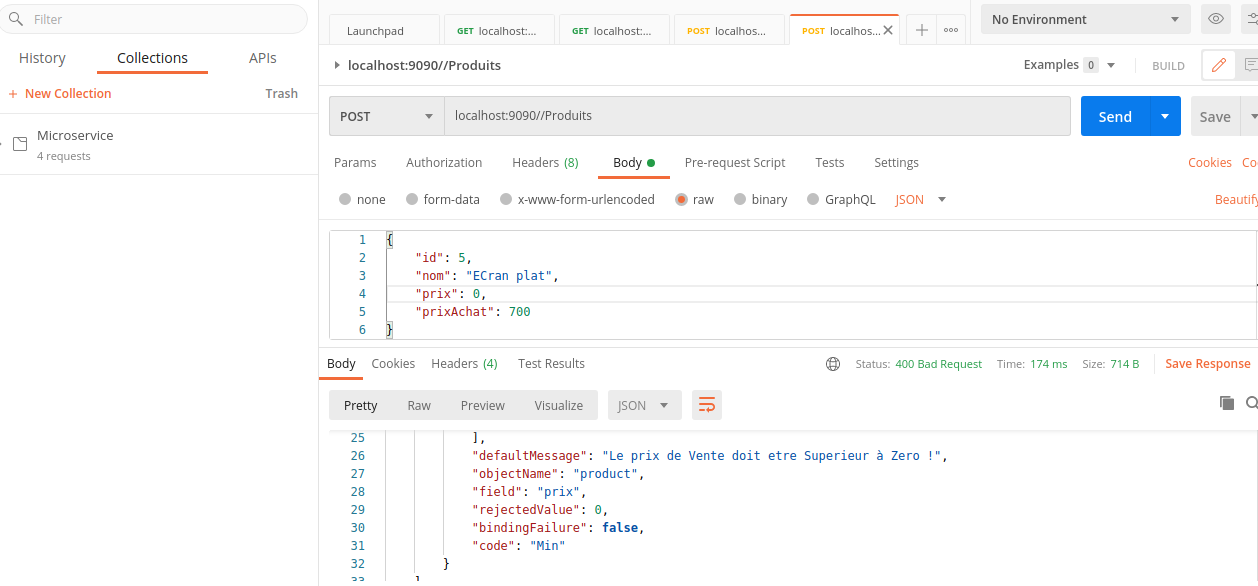 Filter
History Collections APIs
+ New Collection Trash
Microservice
4 requests
Launchpad GET localhost:... GET localhost:... POST localhos... POST localhos... No Environment
localhost:9090//Produits Examples 0 BUILD
POST localhost:9090//Produits Send Save
Params Authorization Headers (8) Body Pre-request Script Tests Settings Cookies Co
none form-data x-www-form-urlencoded raw binary GraphQL JSON Beautify
1 {
2 "id": 5,
3 "nom": "ECran plat",
4 "prix": 0,
5 "prixAchat": 700
6 }
Body Cookies Headers (4) Test Results Status: 400 Bad Request Time: 174 ms Size: 714 B Save Response
Pretty Raw Preview Visualize JSON
25 ],
26 "defaultMessage": "Le prix de Vente doit etre Superieur à Zero !",
27 "objectName": "product",
28 "field": "prix",
29 "rejectedValue": 0,
30 "bindingFailure": false,
31 "code": "Min"
32 }
33 ]